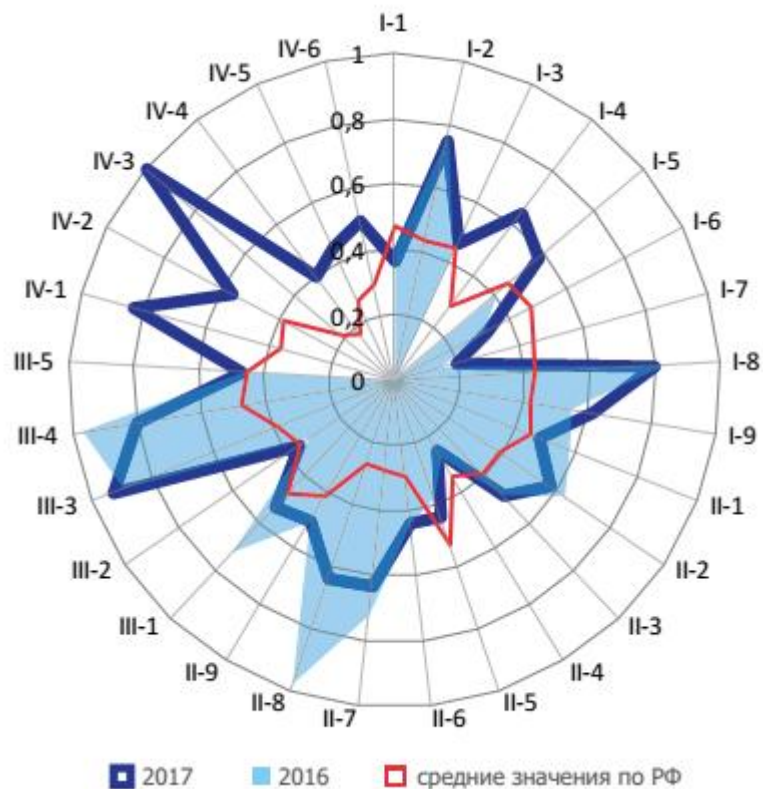 I-1
I-2
I-3
I-4
I-5
I-6
I-7
I-8
I-9
II-1
II-2
II-3
II-4
II-5
II-6
II-7
II-8
II-9
III-1
III-2
III-3
III-4
III-5
IV-1
IV-2
IV-3
IV-4
IV-5
IV-6
1
0,8
0,6
0,4
0,2
0
2017 2016 средние значения по РФ